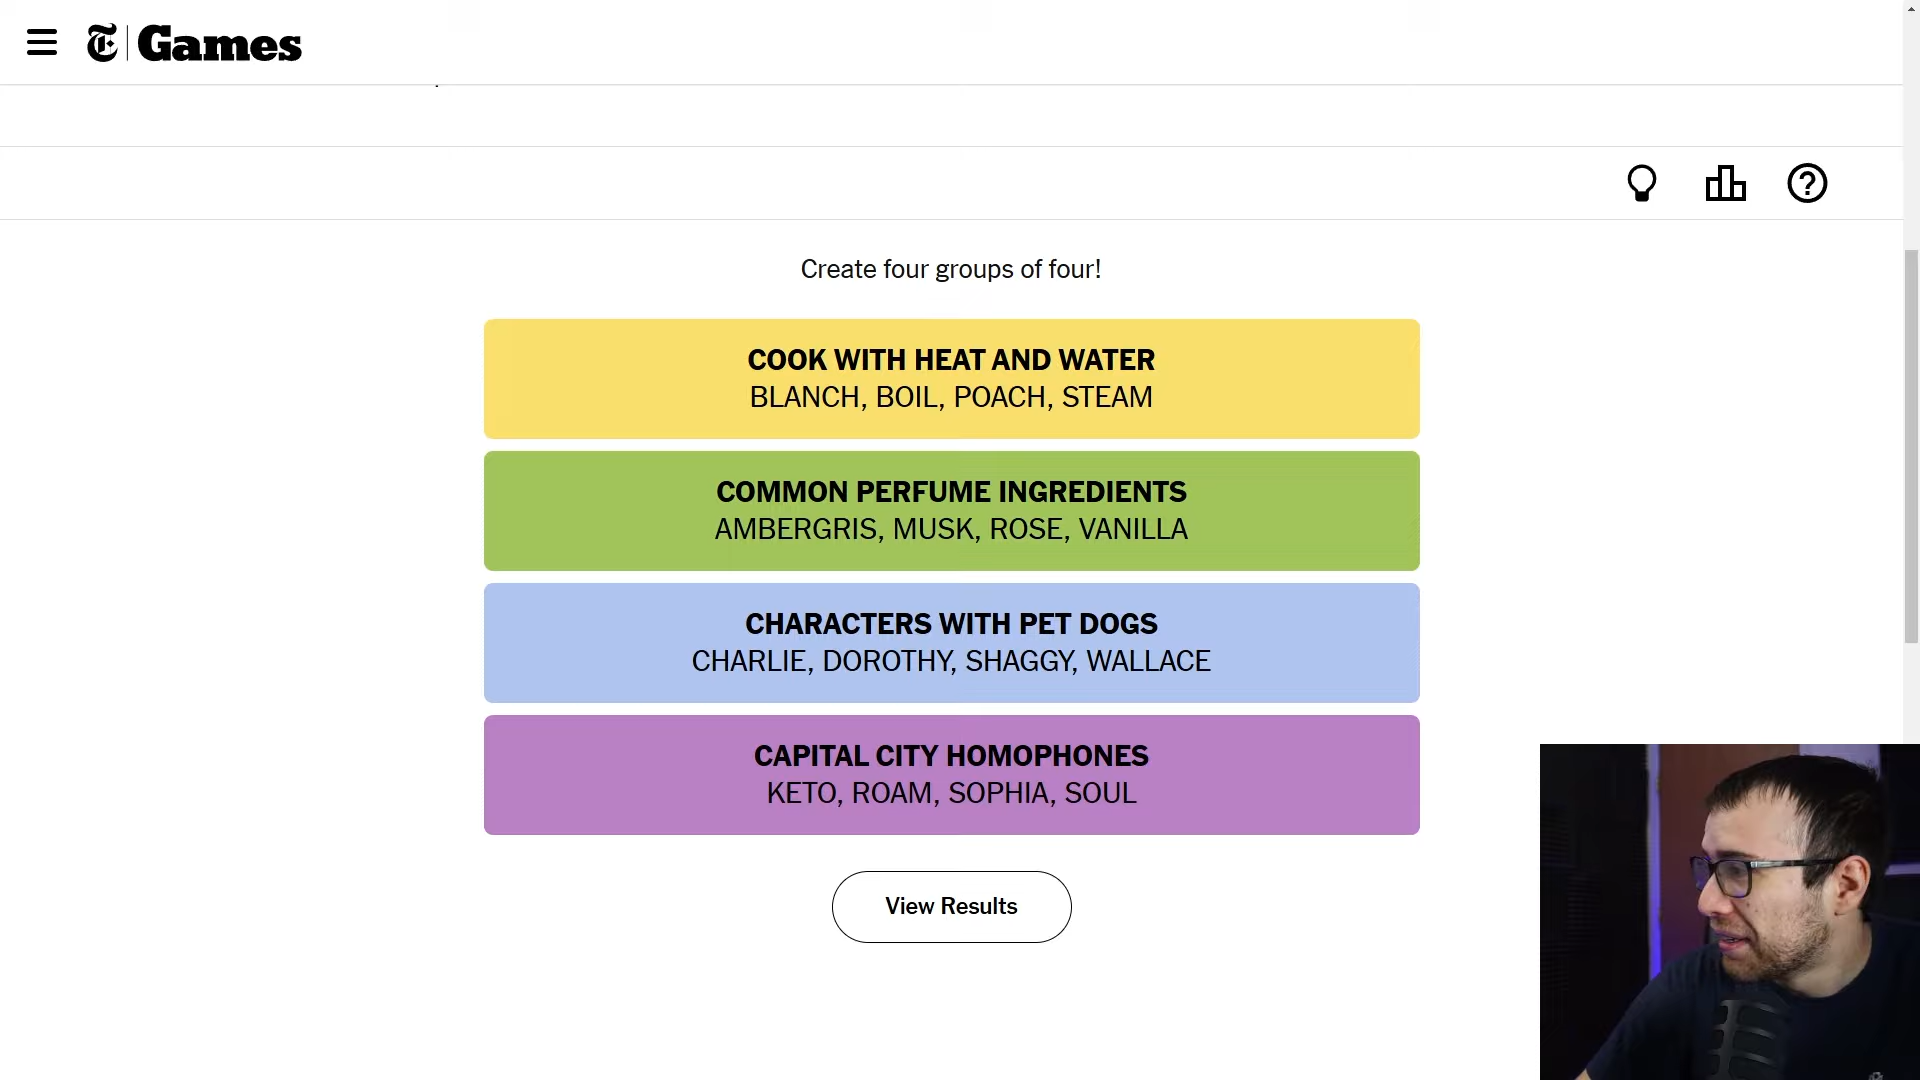 Games
Create four groups of four!
COOK WITH HEAT AND WATER
BLANCH, BOIL, POACH, STEAM
COMMON PERFUME INGREDIENTS
AMBERGRIS, MUSK, ROSE, VANILLA
CHARACTERS WITH PET DOGS
CHARLIE, DOROTHY, SHAGGY, WALLACE
CAPITAL CITY HOMOPHONES
KETO, ROAM, SOPHIA, SOUL
View Results